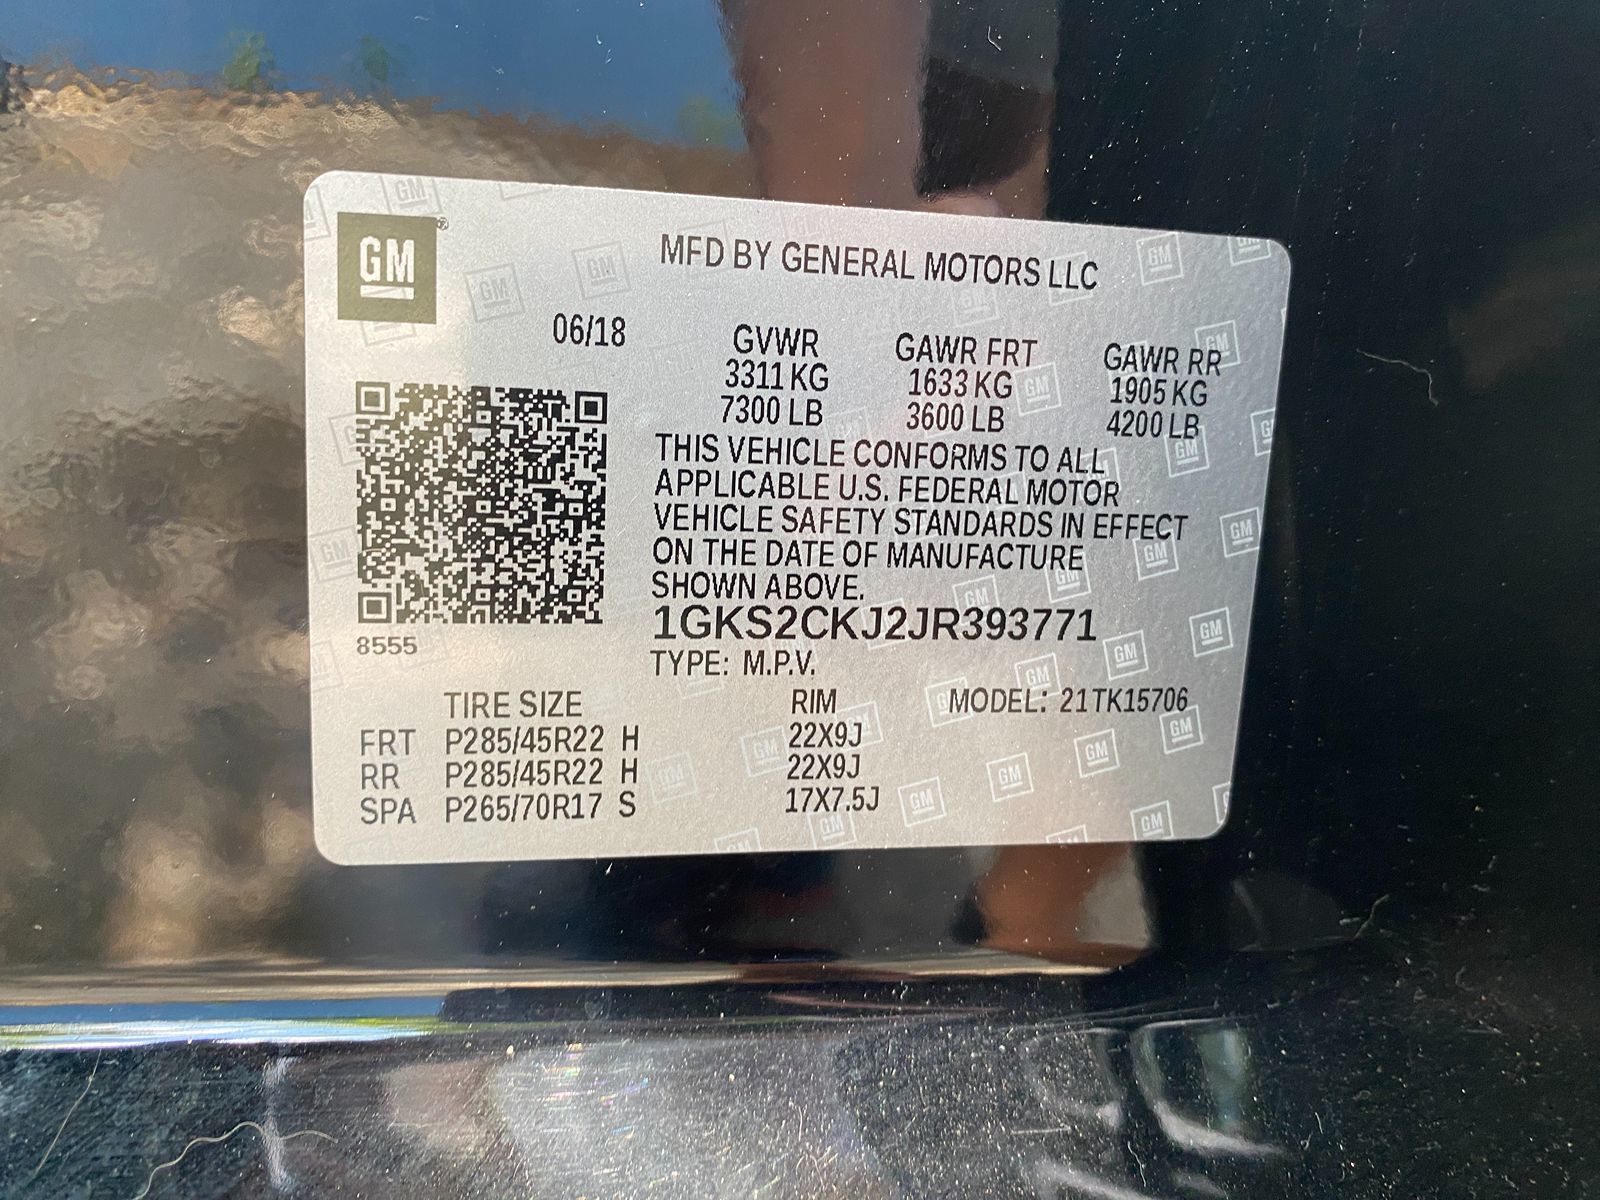 GM
MFD BY GENERAL MOTORS LLC
06/18
GVWR GAWR FRT GAWR RR
3311 KG 1633 KG 1905 KG
7300 LB 3600 LB 4200 LB
THIS VEHICLE CONFORMS TO ALL
APPLICABLE U.S. FEDERAL MOTOR
VEHICLE SAFETY STANDARDS IN EFFECT
ON THE DATE OF MANUFACTURE
SHOWN ABOVE.
1GKS2CKJ2JR393771
8555
TYPE: M.P.V.
TIRE SIZE RIM MODEL: 21TK15706
FRT P285/45R22 H 22X9J
RR P285/45R22 H 22X9J
SPA P265/70R17 S 17X7.5J